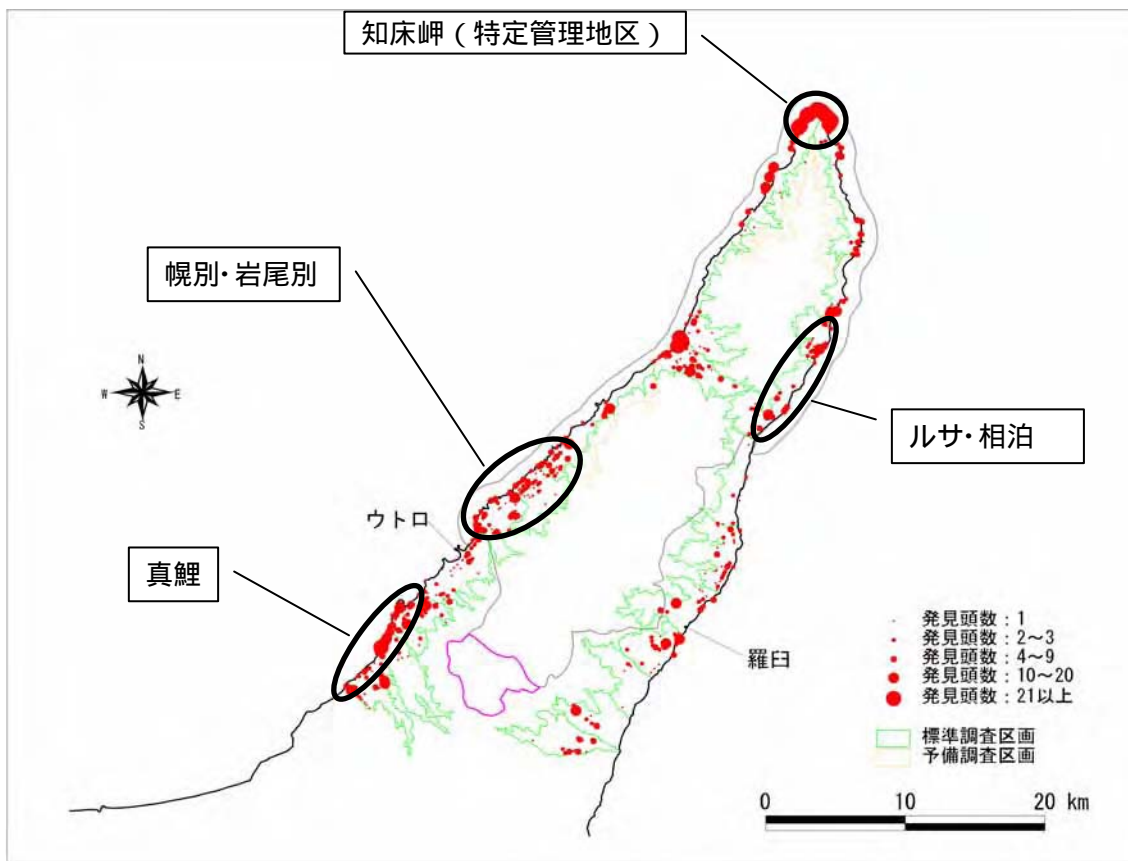 知床岬（特定管理地区）
幌別・岩尾別
N
W E
S
ルサ・相泊
ウトロ
真鯉
羅臼
発見頭数：1
発見頭数：2～3
発見頭数：4～9
発見頭数：10～20
発見頭数：21以上
標準調査区画
予備調査区画
0 10 20 km